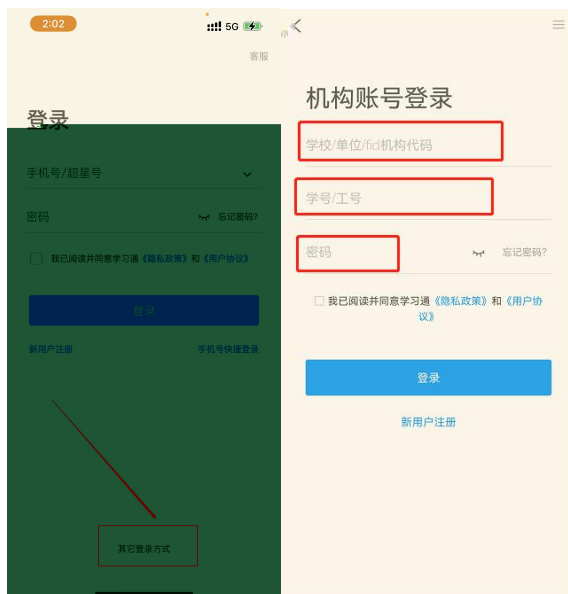 2:02
5G
客服
登录
手机号/超星号
密码
忘记密码?
我已阅读并同意学习通《隐私政策》和《用户协议》
登录
新用户注册
手机号快捷登录
其它登录方式
机构账号登录
学校/单位/fid机构代码
学号/工号
密码
忘记密码?
我已阅读并同意学习通《隐私政策》和《用户协
议》
登录
新用户注册